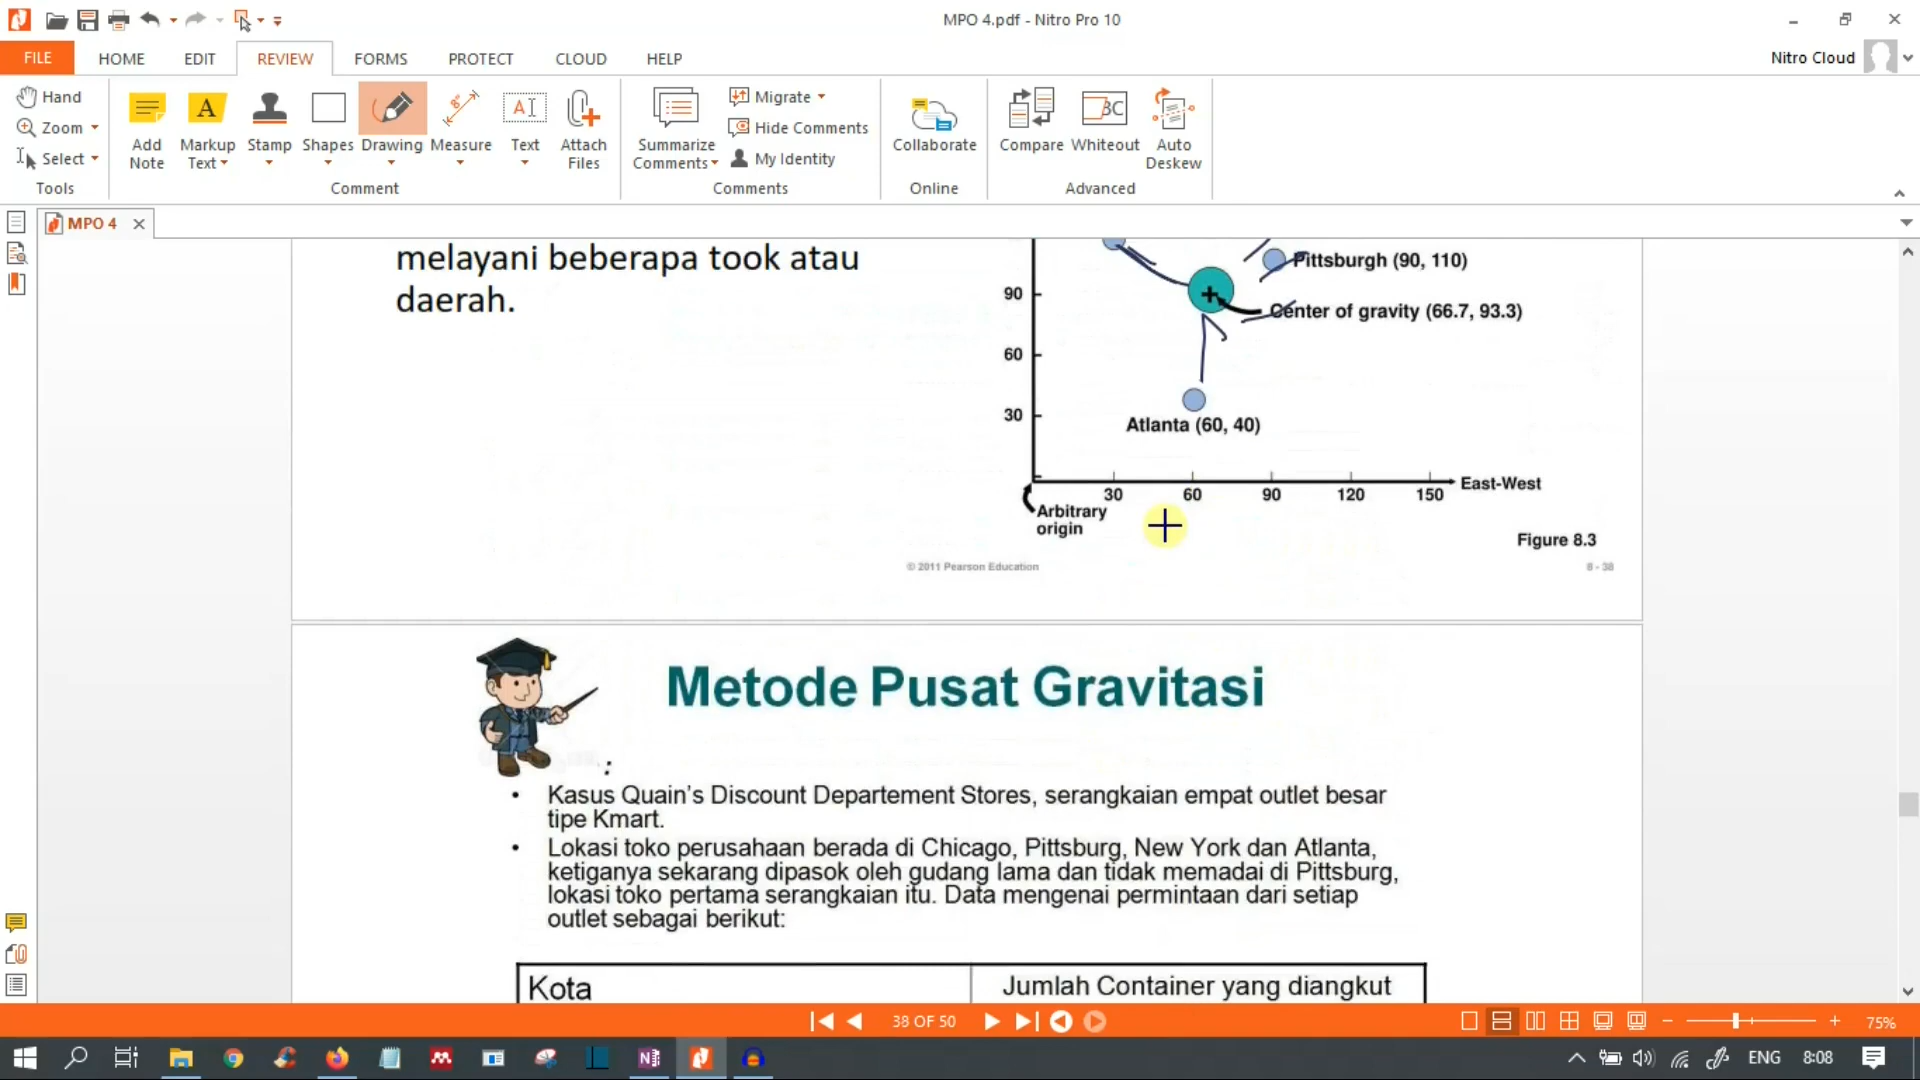 MPO 4.pdf - Nitro Pro 10
FILE HOME EDIT REVIEW FORMS PROTECT CLOUD HELP
Nitro Cloud
Hand
Zoom
Select
Tools
Add Note
Markup Text
Stamp
Shapes
Drawing
Measure
Text
Attach Files
Comment
Summarize Comments
Migrate
Hide Comments
My Identity
Comments
Collaborate
Online
Compare
Whiteout
Auto Deskew
Advanced
MPO 4
melayani beberapa took atau
daerah.
Pittsburgh (90, 110)
90
Center of gravity (66.7, 93.3)
60
30
Atlanta (60, 40)
30 60 90 120 150
East-West
Arbitrary
origin
Figure 8.3
© 2011 Pearson Education
8 - 38
Metode Pusat Gravitasi
:
• Kasus Quain's Discount Departement Stores, serangkaian empat outlet besar
tipe Kmart.
• Lokasi toko perusahaan berada di Chicago, Pittsburg, New York dan Atlanta,
ketiganya sekarang dipasok oleh gudang lama dan tidak memadai di Pittsburg,
lokasi toko pertama serangkaian itu. Data mengenai permintaan dari setiap
outlet sebagai berikut:
Kota
Jumlah Container yang diangkut
38 OF 50
75%
ENG
8:08